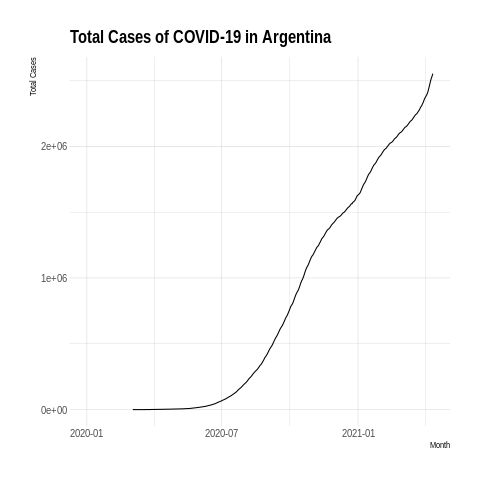 Total Cases of COVID-19 in Argentina
Total Cases
2e+06
1e+06
0e+00
2020-01 2020-07 2021-01
Month